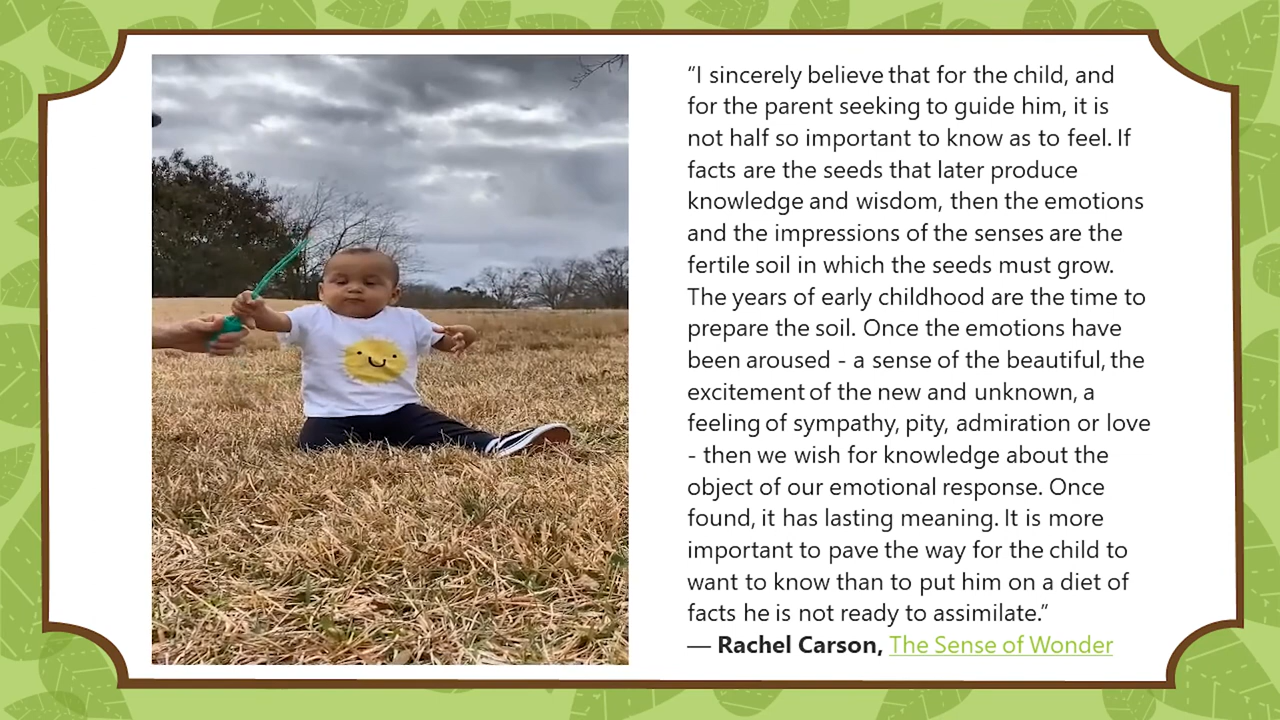 “I sincerely believe that for the child, and
for the parent seeking to guide him, it is
not half so important to know as to feel. If
facts are the seeds that later produce
knowledge and wisdom, then the emotions
and the impressions of the senses are the
fertile soil in which the seeds must grow.
The years of early childhood are the time to
prepare the soil. Once the emotions have
been aroused - a sense of the beautiful, the
excitement of the new and unknown, a
feeling of sympathy, pity, admiration or love
- then we wish for knowledge about the
object of our emotional response. Once
found, it has lasting meaning. It is more
important to pave the way for the child to
want to know than to put him on a diet of
facts he is not ready to assimilate.”
— Rachel Carson, The Sense of Wonder